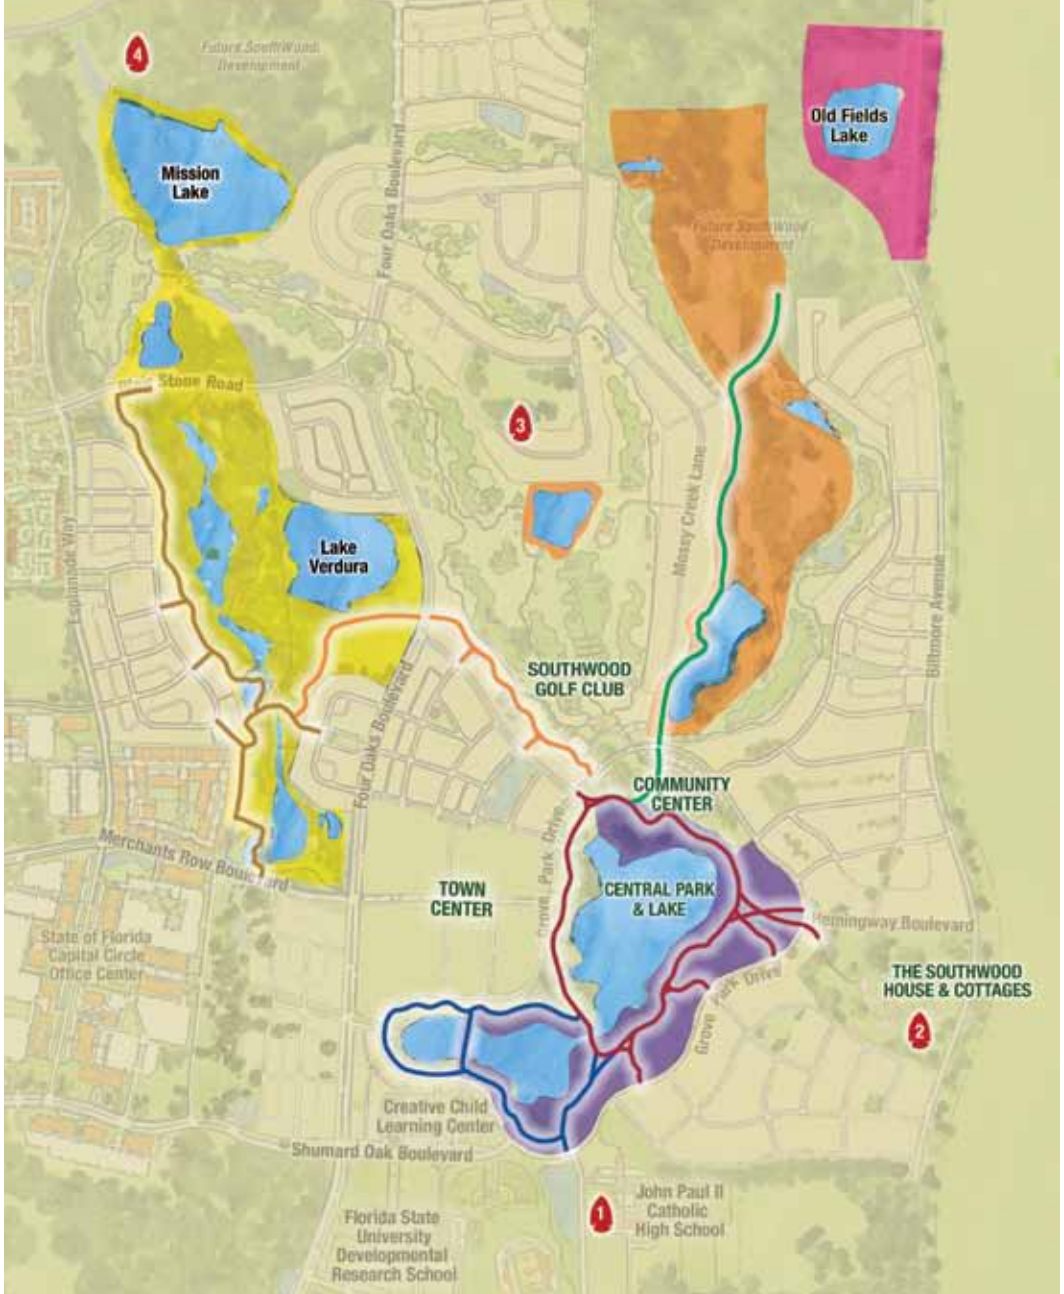 4
Future SouthWood
Development
Old Fields
Lake
Mission
Lake
Four Oaks Boulevard
Future SouthWood
Development
Stone Road
3
Mossy Creek Lane
Esplanade Way
Lake
Verdura
Biltmore Avenue
SOUTHWOOD
GOLF CLUB
Four Oaks Boulevard
COMMUNITY
CENTER
Grove Park Drive
Merchants Row Boulevard
TOWN
CENTER
CENTRAL PARK
& LAKE
Hemingway Boulevard
State of Florida
Capital Circle
Office Center
THE SOUTHWOOD
HOUSE & COTTAGES
Grove Park Drive
2
Creative Child
Learning Center
Shumard Oak Boulevard
1
John Paul II
Catholic
High School
Florida State
University
Developmental
Research School